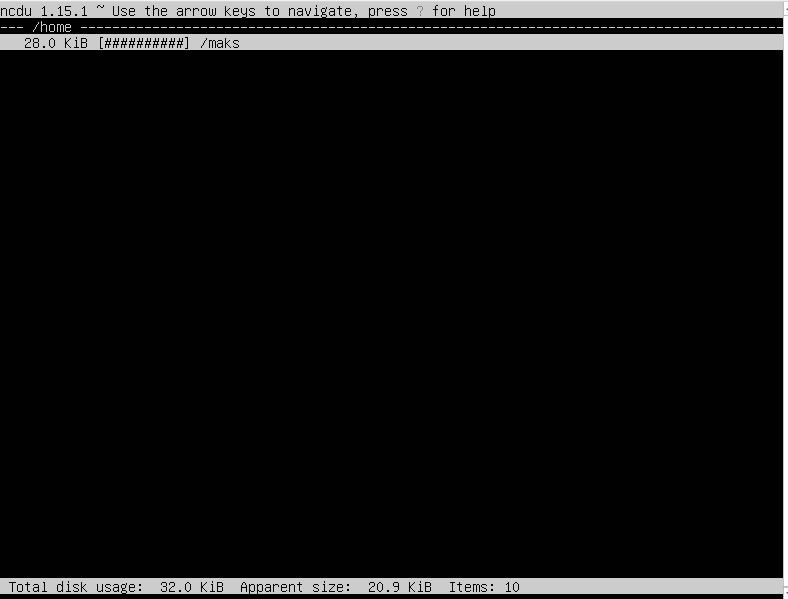 ncdu 1.15.1 ~ Use the arrow keys to navigate, press ? for help
--- /home ----------------------------------------------------------------------------------------
28.0 KiB [##########] /maks
Total disk usage:  32.0 KiB  Apparent size:  20.9 KiB  Items: 10